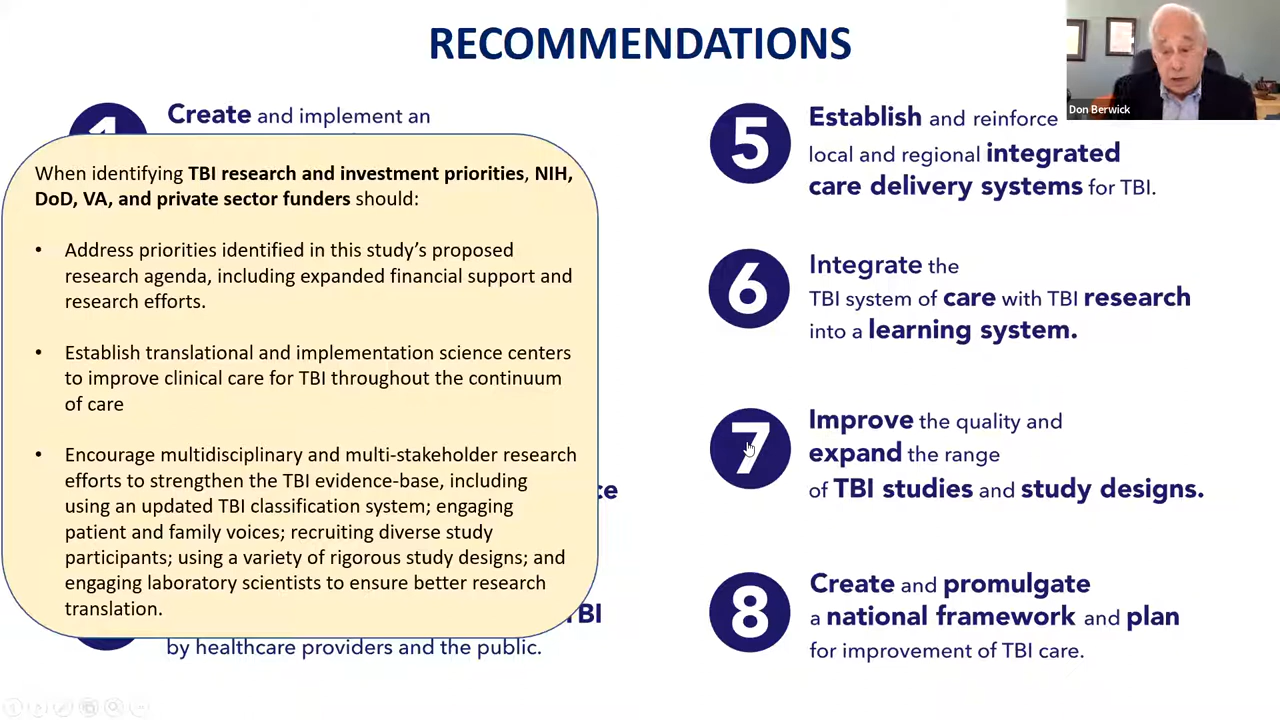 RECOMMENDATIONS
Don Berwick
Create and implement an
When identifying TBI research and investment priorities, NIH,
DoD, VA, and private sector funders should:
• Address priorities identified in this study’s proposed
research agenda, including expanded financial support and
research efforts.
• Establish translational and implementation science centers
to improve clinical care for TBI throughout the continuum
of care
• Encourage multidisciplinary and multi-stakeholder research
efforts to strengthen the TBI evidence-base, including
using an updated TBI classification system; engaging
patient and family voices; recruiting diverse study
participants; using a variety of rigorous study designs; and
engaging laboratory scientists to ensure better research
translation.
TBI
by healthcare providers and the public.
5
Establish and reinforce
local and regional integrated
care delivery systems for TBI.
6
Integrate the
TBI system of care with TBI research
into a learning system.
7
Improve the quality and
expand the range
of TBI studies and study designs.
8
Create and promulgate
a national framework and plan
for improvement of TBI care.